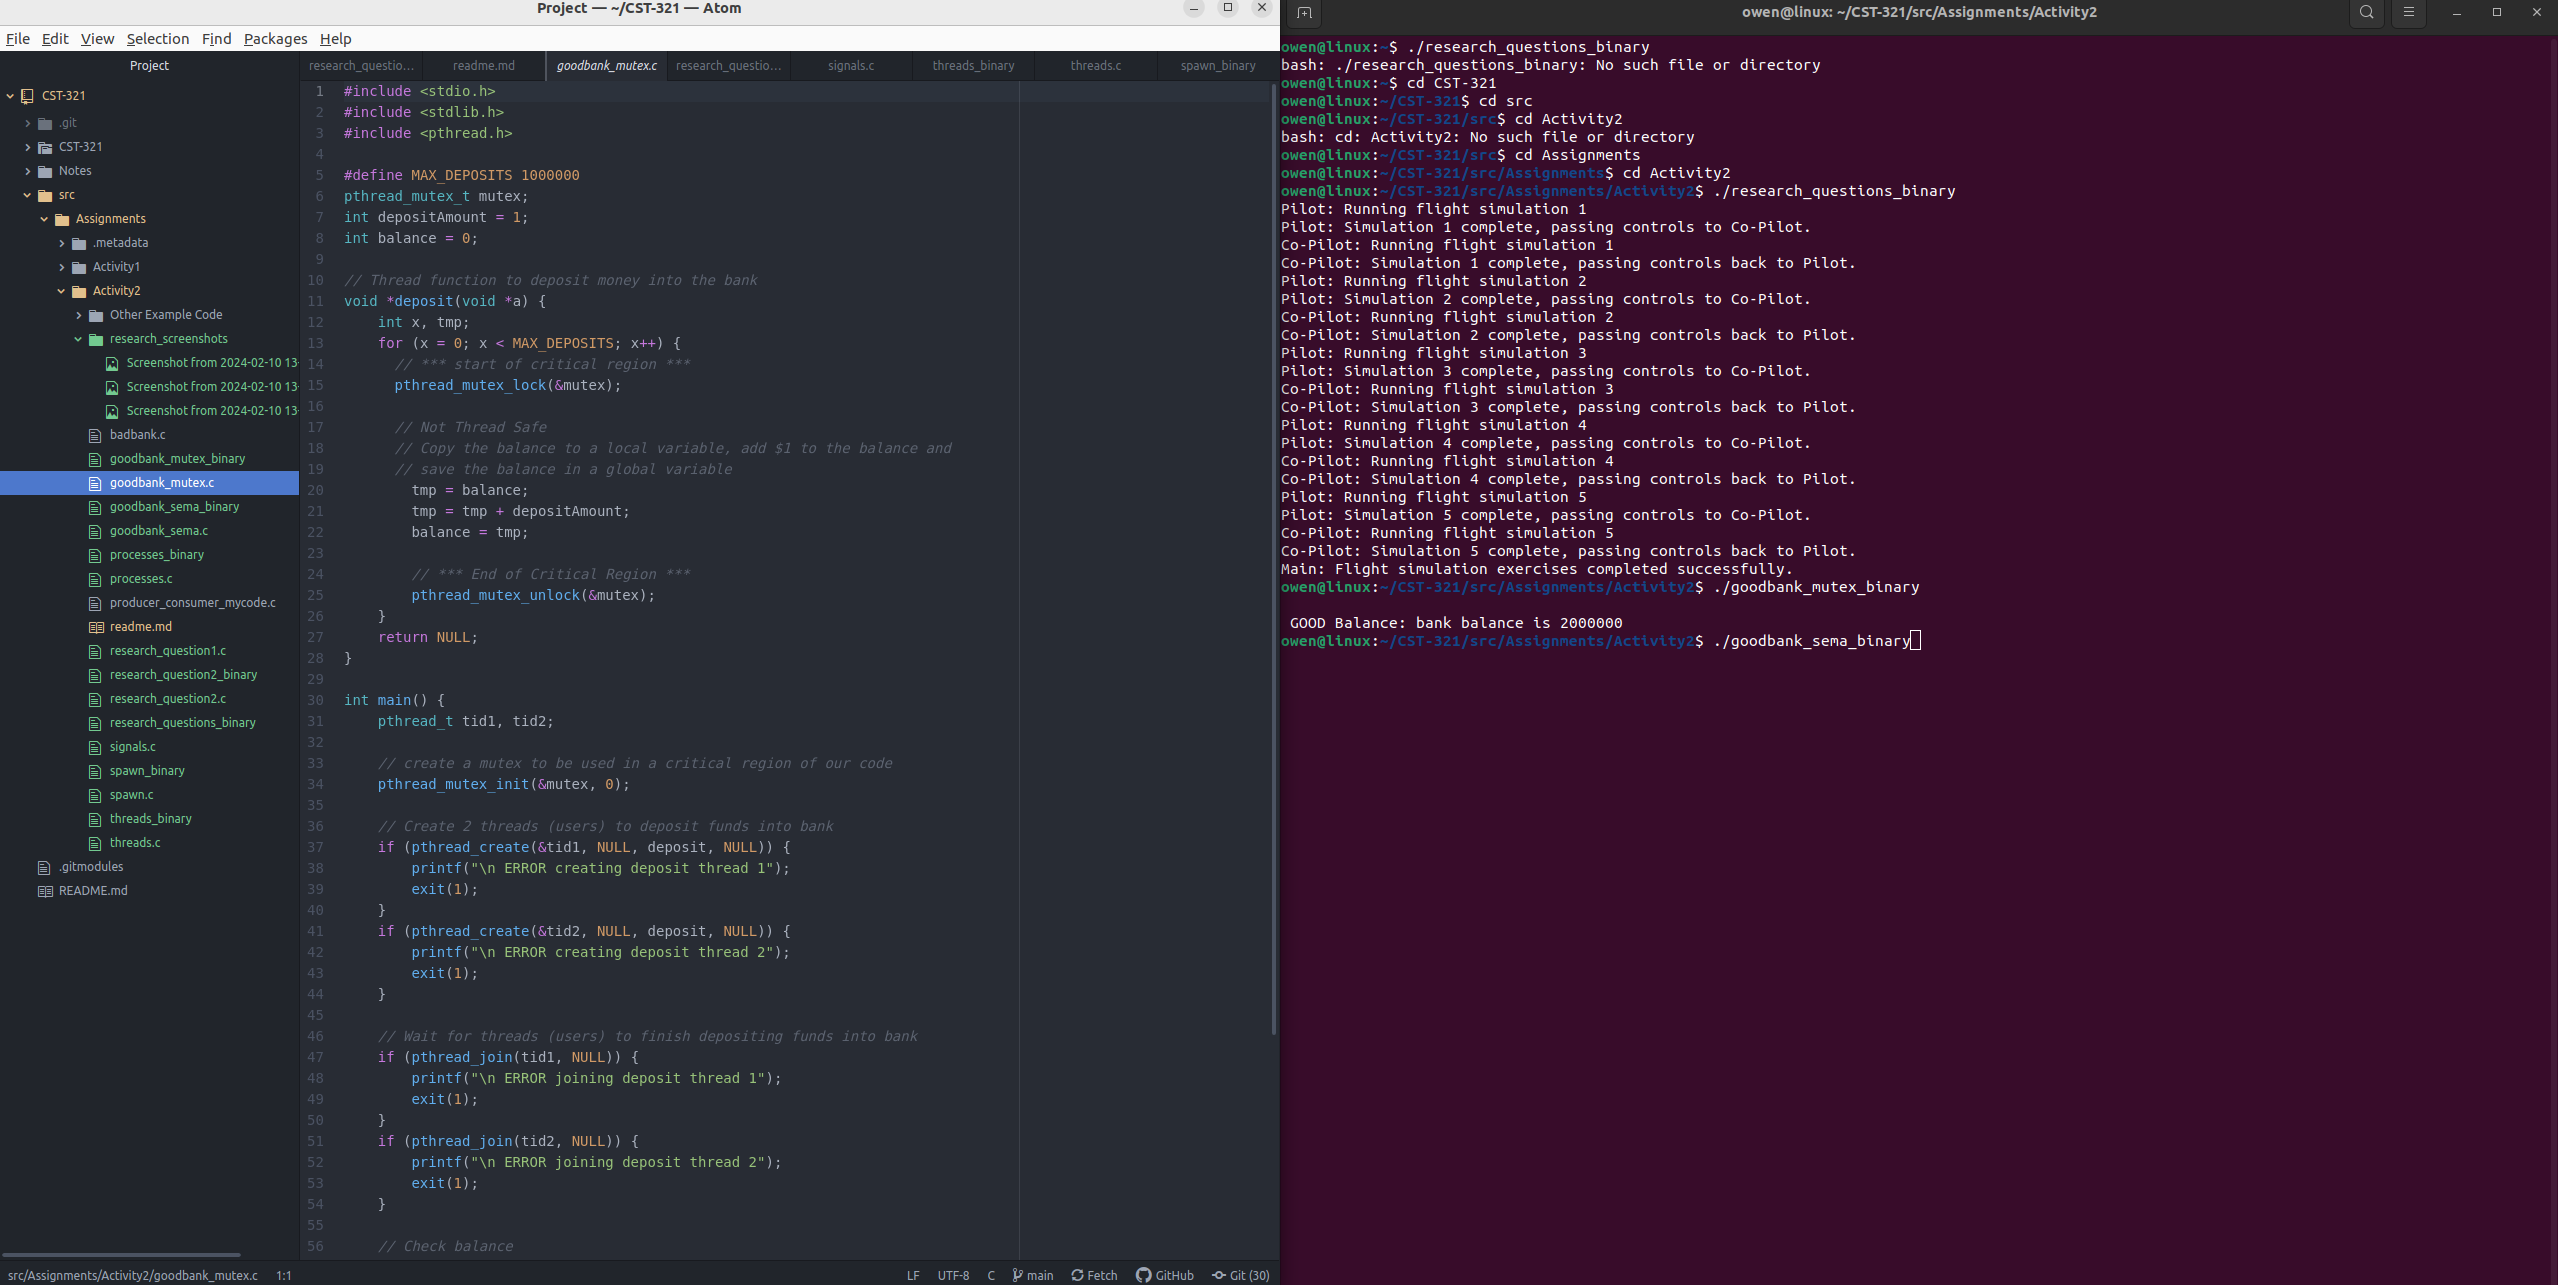 Project — ~/CST-321 — Atom
File Edit View Selection Find Packages Help
Project
CST-321
.git
CST-321
Notes
src
Assignments
.metadata
Activity1
Activity2
Other Example Code
research_screenshots
Screenshot from 2024-02-10 13-
Screenshot from 2024-02-10 13-
Screenshot from 2024-02-10 13-
badbank.c
goodbank_mutex_binary
goodbank_mutex.c
goodbank_sema_binary
goodbank_sema.c
processes_binary
processes.c
producer_consumer_mycode.c
readme.md
research_question1.c
research_question2_binary
research_question2.c
research_questions_binary
signals.c
spawn_binary
spawn.c
threads_binary
threads.c
.gitmodules
README.md
research_questio... readme.md goodbank_mutex.c research_questio... signals.c threads_binary threads.c spawn_binary
1 #include <stdio.h>
2 #include <stdlib.h>
3 #include <pthread.h>
4
5 #define MAX_DEPOSITS 1000000
6 pthread_mutex_t mutex;
7 int depositAmount = 1;
8 int balance = 0;
9
10 // Thread function to deposit money into the bank
11 void *deposit(void *a) {
12 int x, tmp;
13 for (x = 0; x < MAX_DEPOSITS; x++) {
14 // *** start of critical region ***
15 pthread_mutex_lock(&mutex);
16
17 // Not Thread Safe
18 // Copy the balance to a local variable, add $1 to the balance and
19 // save the balance in a global variable
20 tmp = balance;
21 tmp = tmp + depositAmount;
22 balance = tmp;
23
24 // *** End of Critical Region ***
25 pthread_mutex_unlock(&mutex);
26 }
27 return NULL;
28 }
29
30 int main() {
31 pthread_t tid1, tid2;
32
33 // create a mutex to be used in a critical region of our code
34 pthread_mutex_init(&mutex, 0);
35
36 // Create 2 threads (users) to deposit funds into bank
37 if (pthread_create(&tid1, NULL, deposit, NULL)) {
38 printf("\n ERROR creating deposit thread 1");
39 exit(1);
40 }
41 if (pthread_create(&tid2, NULL, deposit, NULL)) {
42 printf("\n ERROR creating deposit thread 2");
43 exit(1);
44 }
45
46 // Wait for threads (users) to finish depositing funds into bank
47 if (pthread_join(tid1, NULL)) {
48 printf("\n ERROR joining deposit thread 1");
49 exit(1);
50 }
51 if (pthread_join(tid2, NULL)) {
52 printf("\n ERROR joining deposit thread 2");
53 exit(1);
54 }
55
56 // Check balance
src/Assignments/Activity2/goodbank_mutex.c 1:1 LF UTF-8 C main Fetch GitHub Git (30)
owen@linux: ~/CST-321/src/Assignments/Activity2
owen@linux:~$ ./research_questions_binary
bash: ./research_questions_binary: No such file or directory
owen@linux:~$ cd CST-321
owen@linux:~/CST-321$ cd src
owen@linux:~/CST-321/src$ cd Activity2
bash: cd: Activity2: No such file or directory
owen@linux:~/CST-321/src$ cd Assignments
owen@linux:~/CST-321/src/Assignments$ cd Activity2
owen@linux:~/CST-321/src/Assignments/Activity2$ ./research_questions_binary
Pilot: Running flight simulation 1
Pilot: Simulation 1 complete, passing controls to Co-Pilot.
Co-Pilot: Running flight simulation 1
Co-Pilot: Simulation 1 complete, passing controls back to Pilot.
Pilot: Running flight simulation 2
Pilot: Simulation 2 complete, passing controls to Co-Pilot.
Co-Pilot: Running flight simulation 2
Co-Pilot: Simulation 2 complete, passing controls back to Pilot.
Pilot: Running flight simulation 3
Pilot: Simulation 3 complete, passing controls to Co-Pilot.
Co-Pilot: Running flight simulation 3
Co-Pilot: Simulation 3 complete, passing controls back to Pilot.
Pilot: Running flight simulation 4
Pilot: Simulation 4 complete, passing controls to Co-Pilot.
Co-Pilot: Running flight simulation 4
Co-Pilot: Simulation 4 complete, passing controls back to Pilot.
Pilot: Running flight simulation 5
Pilot: Simulation 5 complete, passing controls to Co-Pilot.
Co-Pilot: Running flight simulation 5
Co-Pilot: Simulation 5 complete, passing controls back to Pilot.
Main: Flight simulation exercises completed successfully.
owen@linux:~/CST-321/src/Assignments/Activity2$ ./goodbank_mutex_binary
GOOD Balance: bank balance is 2000000
owen@linux:~/CST-321/src/Assignments/Activity2$ ./goodbank_sema_binary